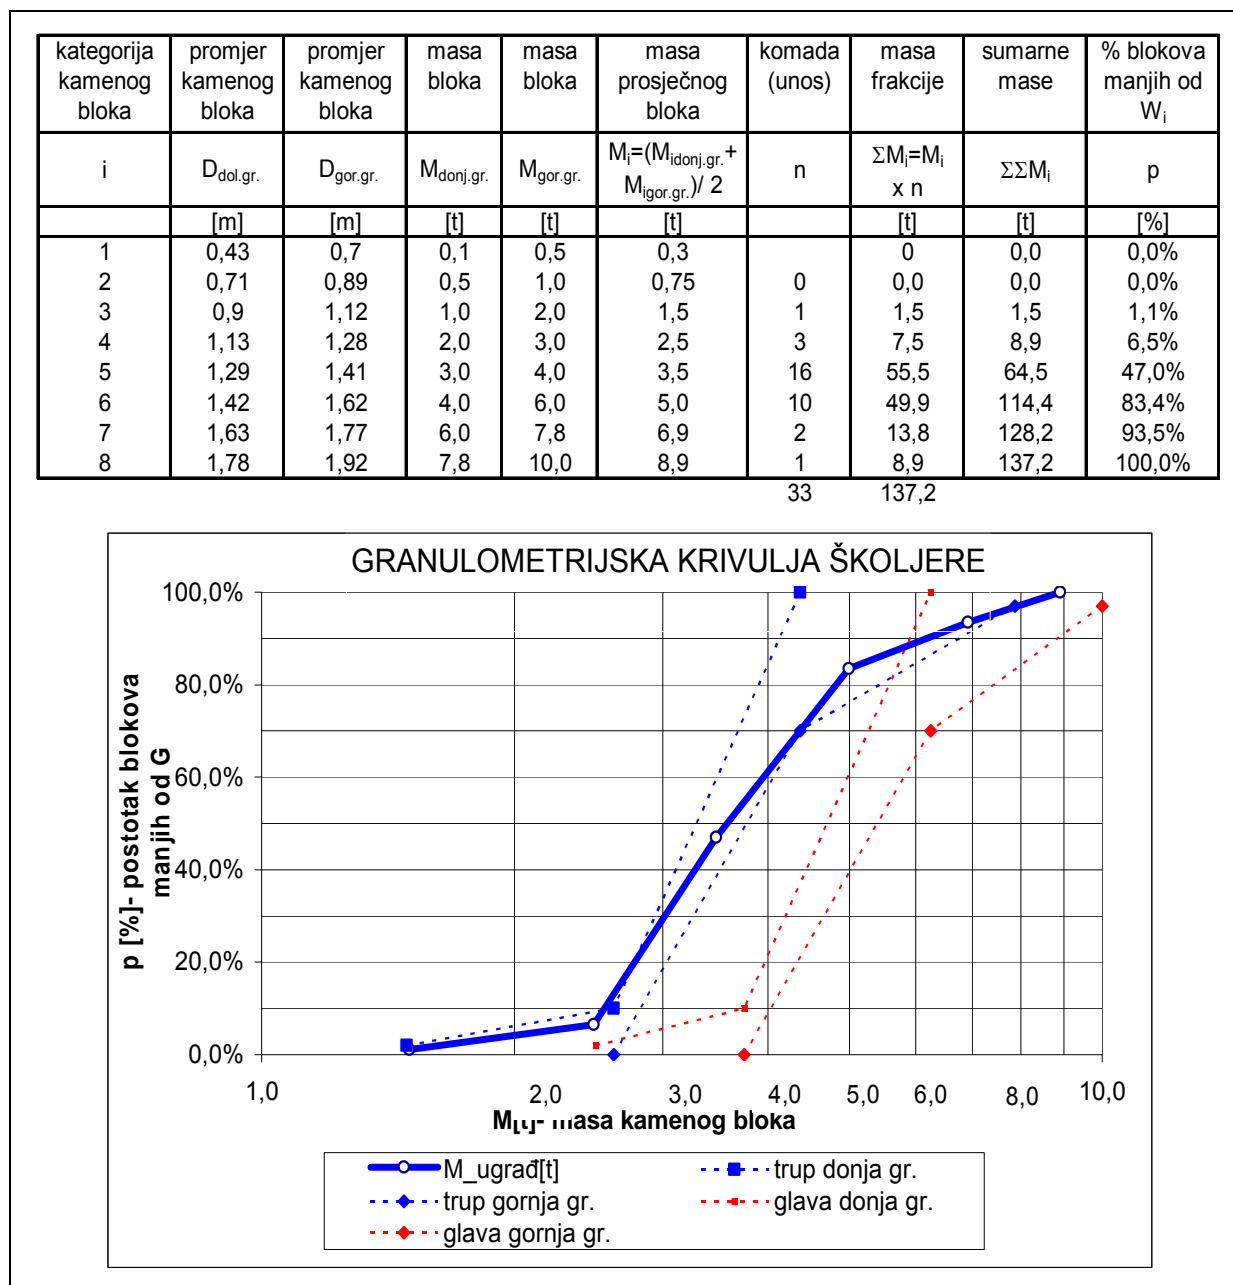 kategorija kamenog bloka promjer kamenog bloka promjer kamenog bloka masa bloka masa bloka masa prosječnog bloka komada (unos) masa frakcije sumarne mase % blokova manjih od Wi
i Ddol.gr. Dgor.gr. Mdonj.gr. Mgor.gr. Mi=(Midonj.gr.+ Migor.gr.)/ 2 n ΣMi=Mi x n ΣΣMi p
[m] [m] [t] [t] [t] [t] [t] [%]
1 0,43 0,7 0,1 0,5 0,3 0 0,0 0,0%
2 0,71 0,89 0,5 1,0 0,75 0 0,0 0,0 0,0%
3 0,9 1,12 1,0 2,0 1,5 1 1,5 1,5 1,1%
4 1,13 1,28 2,0 3,0 2,5 3 7,5 8,9 6,5%
5 1,29 1,41 3,0 4,0 3,5 16 55,5 64,5 47,0%
6 1,42 1,62 4,0 6,0 5,0 10 49,9 114,4 83,4%
7 1,63 1,77 6,0 7,8 6,9 2 13,8 128,2 93,5%
8 1,78 1,92 7,8 10,0 8,9 1 8,9 137,2 100,0%
33 137,2
GRANULOMETRIJSKA KRIVULJA ŠKOLJERE
100,0%
80,0%
60,0%
40,0%
20,0%
0,0%
p [%]- postotak blokova
manjih od G
1,0 2,0 3,0 4,0 5,0 6,0 8,0 10,0
M[t]- masa kamenog bloka
M_ugrađ[t] trup donja gr.
trup gornja gr. glava donja gr.
glava gornja gr.